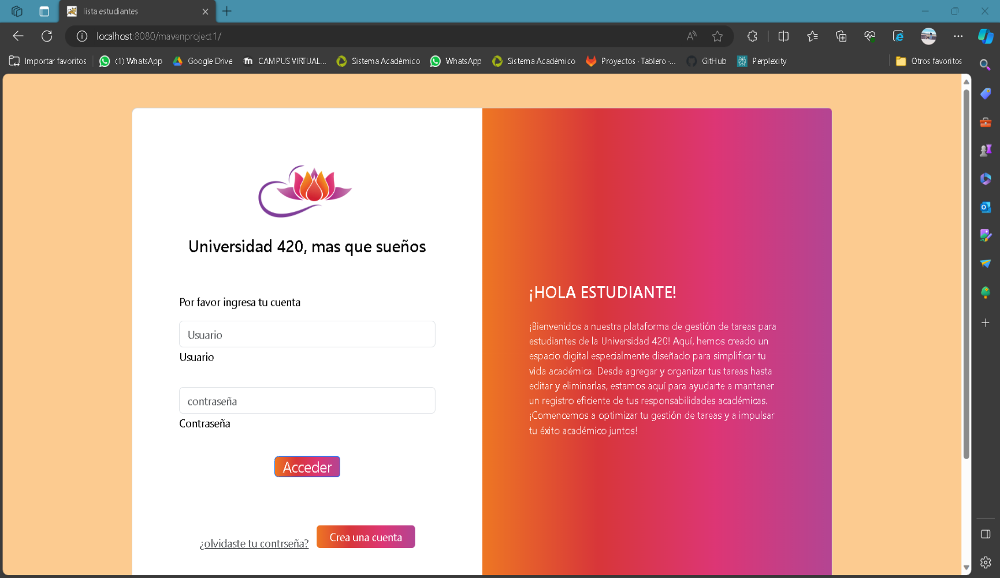 lista estudiantes
localhost:8080/mavenproject1/
Importar favoritos
(1) WhatsApp
Google Drive
CAMPUS VIRTUAL...
Sistema Académico
WhatsApp
Sistema Académico
Proyectos · Tablero ·...
GitHub
Perplexity
Otros favoritos
Universidad 420, mas que sueños
Por favor ingresa tu cuenta
Usuario
Usuario
contraseña
Contraseña
Acceder
¿olvidaste tu contrseña?
Crea una cuenta
¡HOLA ESTUDIANTE!
¡Bienvenidos a nuestra plataforma de gestión de tareas para
estudiantes de la Universidad 420! Aquí, hemos creado un
espacio digital especialmente diseñado para simplificar tu
vida académica. Desde agregar y organizar tus tareas hasta
editar y eliminarlas, estamos aquí para ayudarte a mantener
un registro eficiente de tus responsabilidades académicas.
¡Comencemos a optimizar tu gestión de tareas y a impulsar
tu éxito académico juntos!